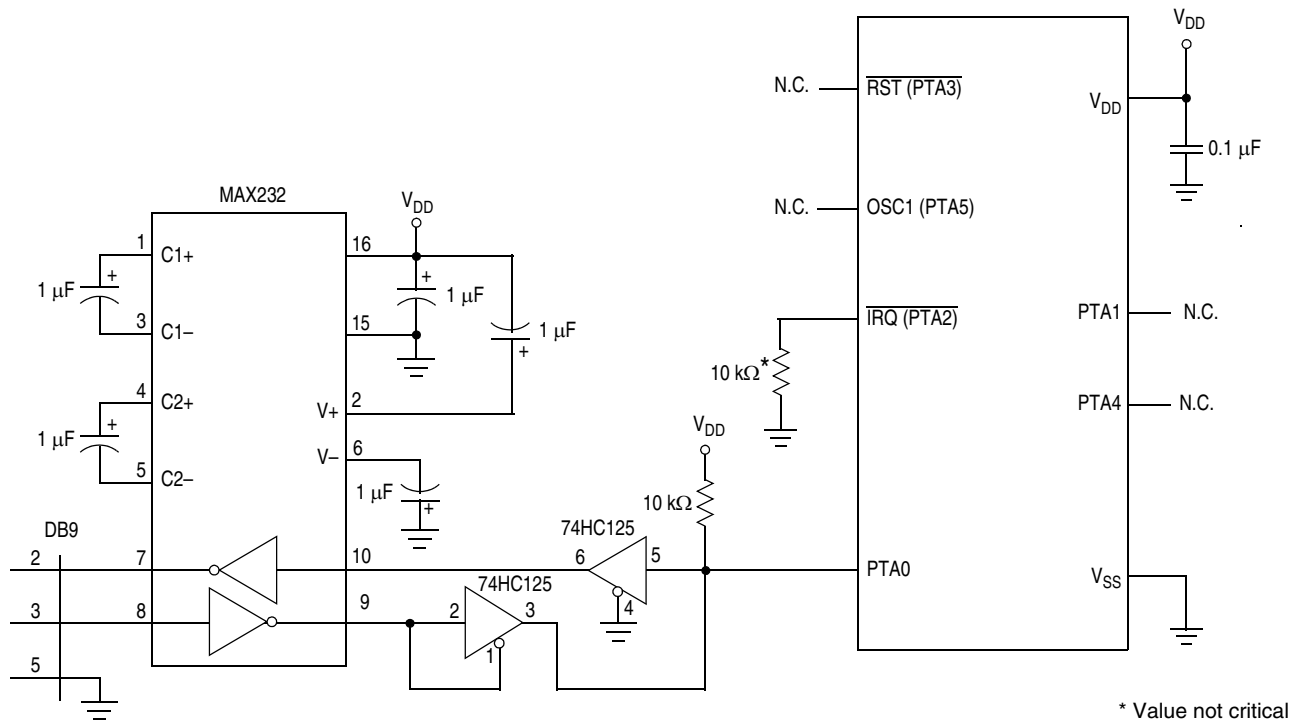 VDD
N.C.
RST (PTA3)
VDD
0.1 µF
MAX232
VDD
N.C.
OSC1 (PTA5)
1
C1+
16
+
1 µF
+
1 µF
3
C1–
15
1 µF
+
IRQ (PTA2)
PTA1
N.C.
10 kΩ*
4
C2+
V+
2
PTA4
N.C.
+
1 µF
VDD
V–
6
5
C2–
1 µF
+
10 kΩ
DB9
74HC125
2
7
10
6
5
4
PTA0
VSS
74HC125
3
8
9
2
3
1
5
* Value not critical